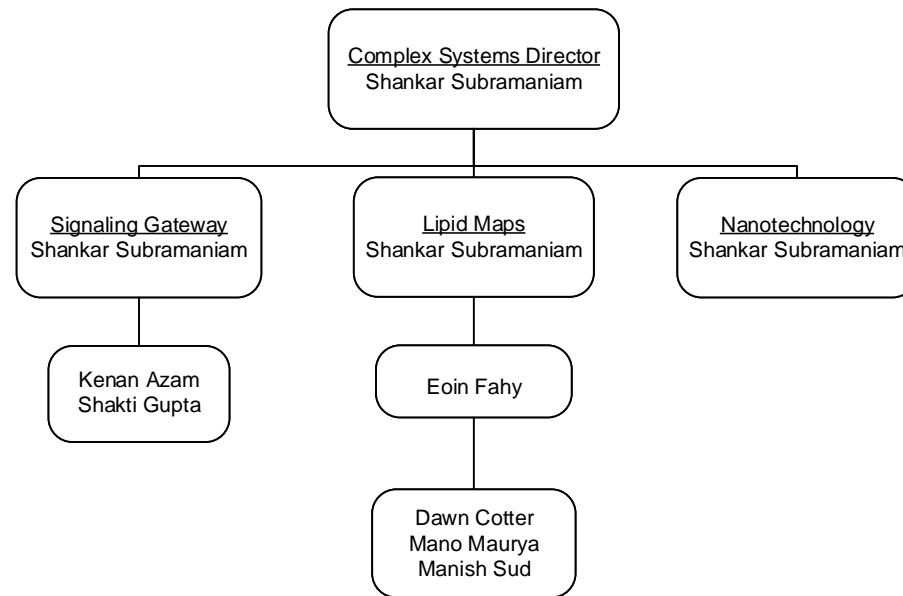 Complex Systems Director
Shankar Subramaniam
Signaling Gateway
Shankar Subramaniam
Lipid Maps
Shankar Subramaniam
Nanotechnology
Shankar Subramaniam
Kenan Azam
Shakti Gupta
Eoin Fahy
Dawn Cotter
Mano Maurya
Manish Sud